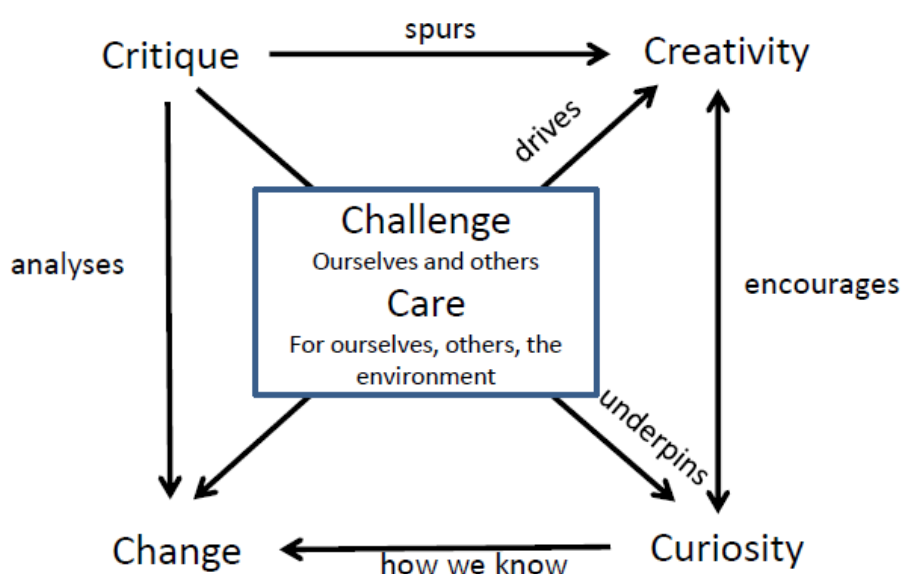 spurs
Critique
Creativity
drives
Challenge
Ourselves and others
analyses
Care
encourages
For ourselves, others, the
environment
underpins
Change
how we know
Curiosity